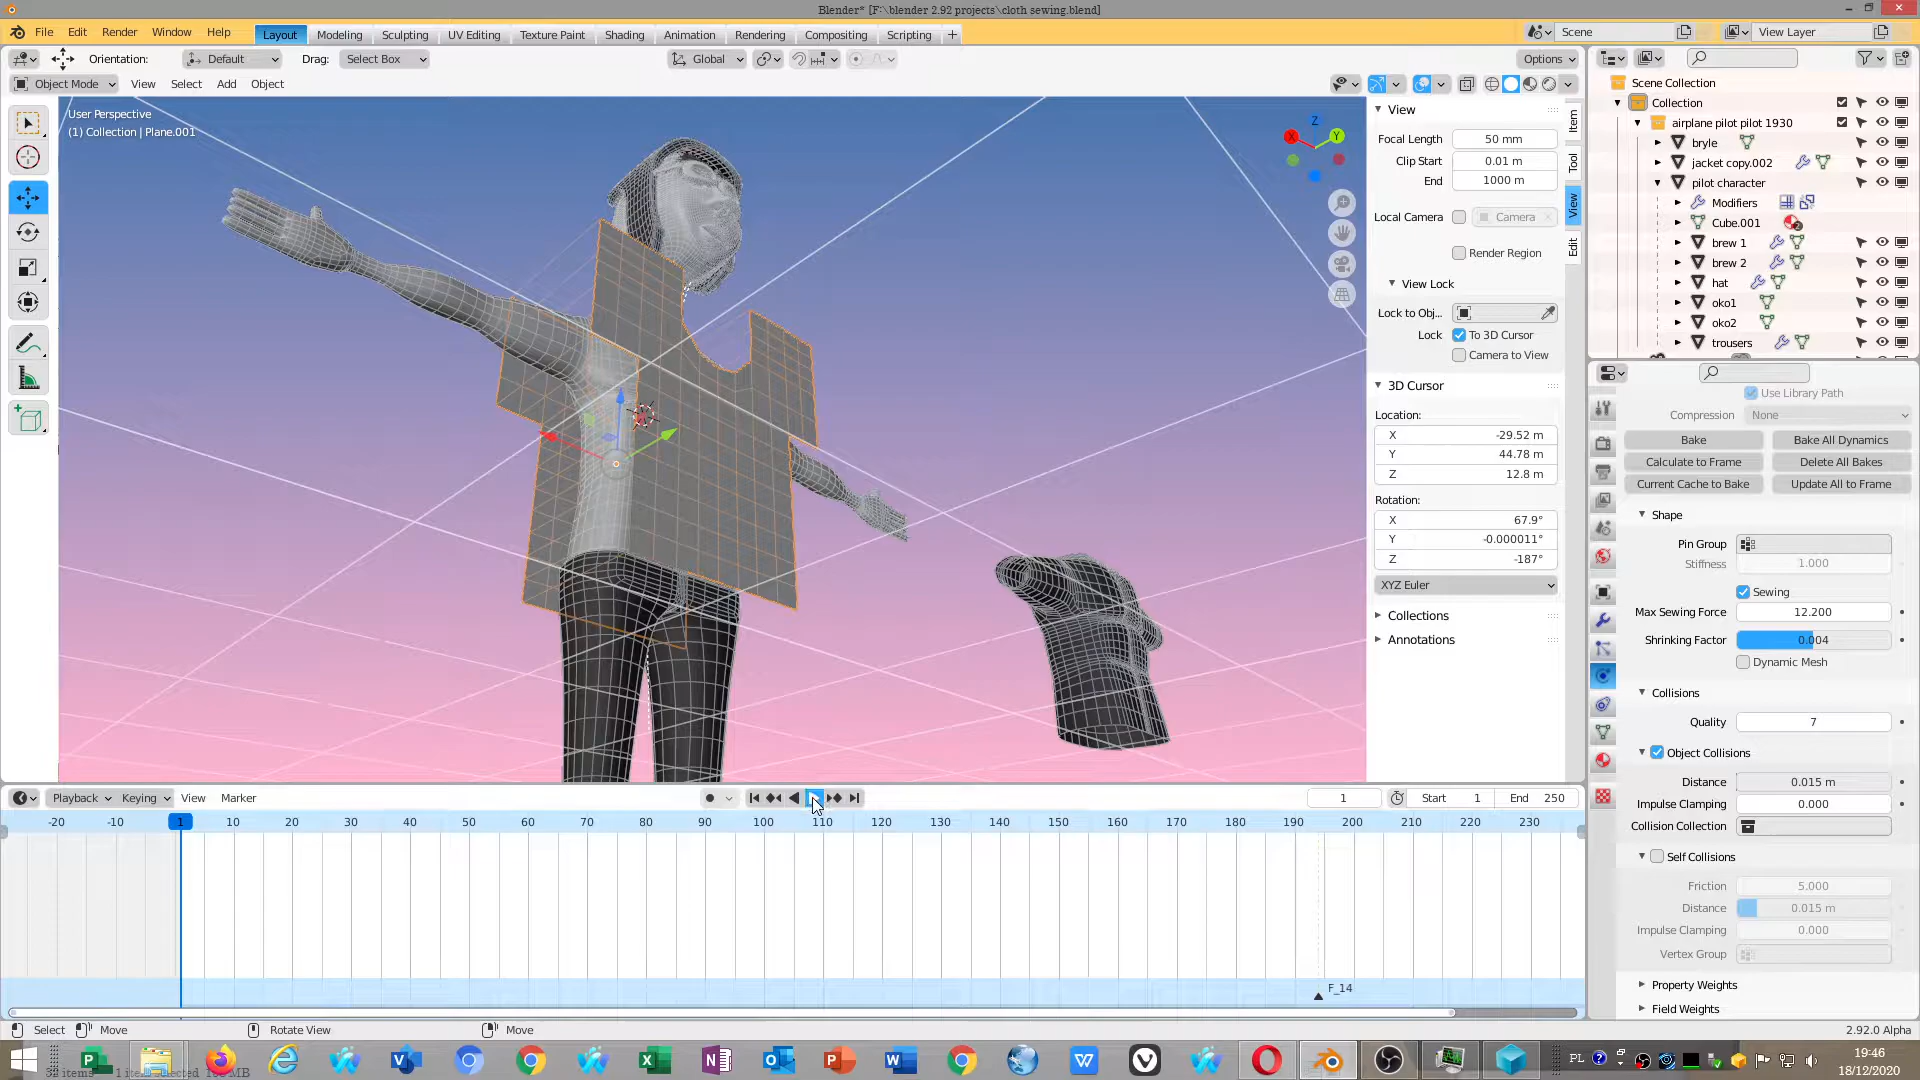 Blender* [F:\blender 2.92 projects\cloth sewing.blend]
File Edit Render Window Help Layout Modeling Sculpting UV Editing Texture Paint Shading Animation Rendering Compositing Scripting + Scene View Layer
Orientation: Default Drag: Select Box Global Options
Object Mode View Select Add Object
User Perspective
(1) Collection | Plane.001
X Y Z
View
Focal Length 50 mm
Clip Start 0.01 m
End 1000 m
Local Camera Camera
Render Region
View Lock
Lock to Obj...
Lock To 3D Cursor
Camera to View
3D Cursor
Location:
X -29.52 m
Y 44.78 m
Z 12.8 m
Rotation:
X 67.9°
Y -0.000011°
Z -187°
XYZ Euler
Collections
Annotations
Item
Tool
View
Edit
Scene Collection
Collection
airplane pilot pilot 1930
bryle
jacket copy.002
pilot character
Modifiers
Cube.001 2
brew 1
brew 2
hat
oko1
oko2
trousers
Use Library Path
Compression None
Bake Bake All Dynamics
Calculate to Frame Delete All Bakes
Current Cache to Bake Update All to Frame
Shape
Pin Group
Stiffness 1.000
Sewing
Max Sewing Force 12.200
Shrinking Factor 0.004
Dynamic Mesh
Collisions
Quality 7
Object Collisions
Distance 0.015 m
Impulse Clamping 0.000
Collision Collection
Self Collisions
Friction 5.000
Distance 0.015 m
Impulse Clamping 0.000
Vertex Group
Property Weights
Field Weights
Playback Keying View Marker 1 Start 1 End 250
-20 -10 1 10 20 30 40 50 60 70 80 90 100 110 120 130 140 150 160 170 180 190 200 210 220 230
F_14
Select Move Rotate View Move 2.92.0 Alpha
PL 19:46
32 items 1 item selected 18/12/2020